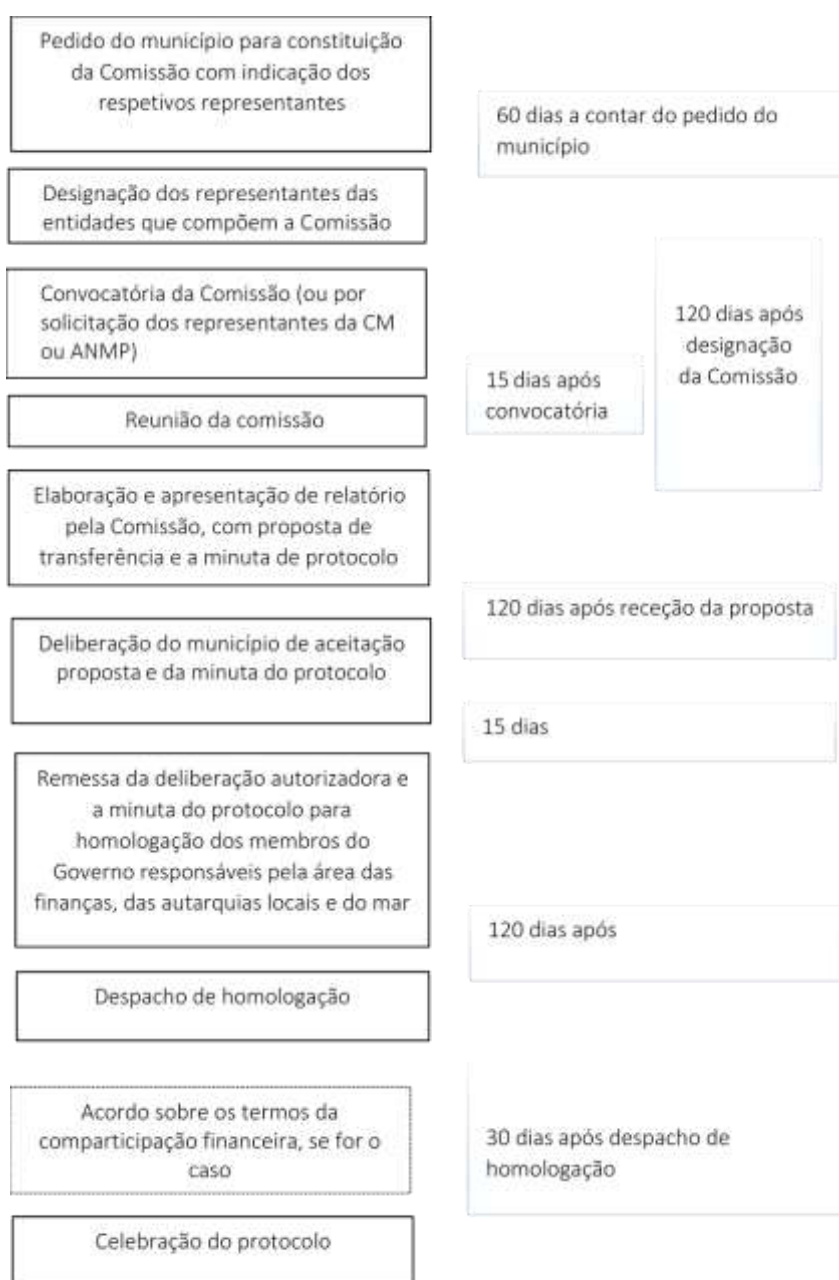 Pedido do município para constituição
da Comissão com indicação dos
respetivos representantes
60 dias a contar do pedido do
município
Designação dos representantes das
entidades que compõem a Comissão
Convocatória da Comissão (ou por
solicitação dos representantes da CM
ou ANMP)
120 dias após
designação
da Comissão
15 dias após
convocatória
Reunião da comissão
Elaboração e apresentação de relatório
pela Comissão, com proposta de
transferência e a minuta de protocolo
120 dias após receção da proposta
Deliberação do município de aceitação
proposta e da minuta do protocolo
15 dias
Remessa da deliberação autorizadora e
a minuta do protocolo para
homologação dos membros do
Governo responsáveis pela área das
finanças, das autarquias locais e do mar
120 dias após
Despacho de homologação
Acordo sobre os termos da
comparticipação financeira, se for o
caso
30 dias após despacho de
homologação
Celebração do protocolo